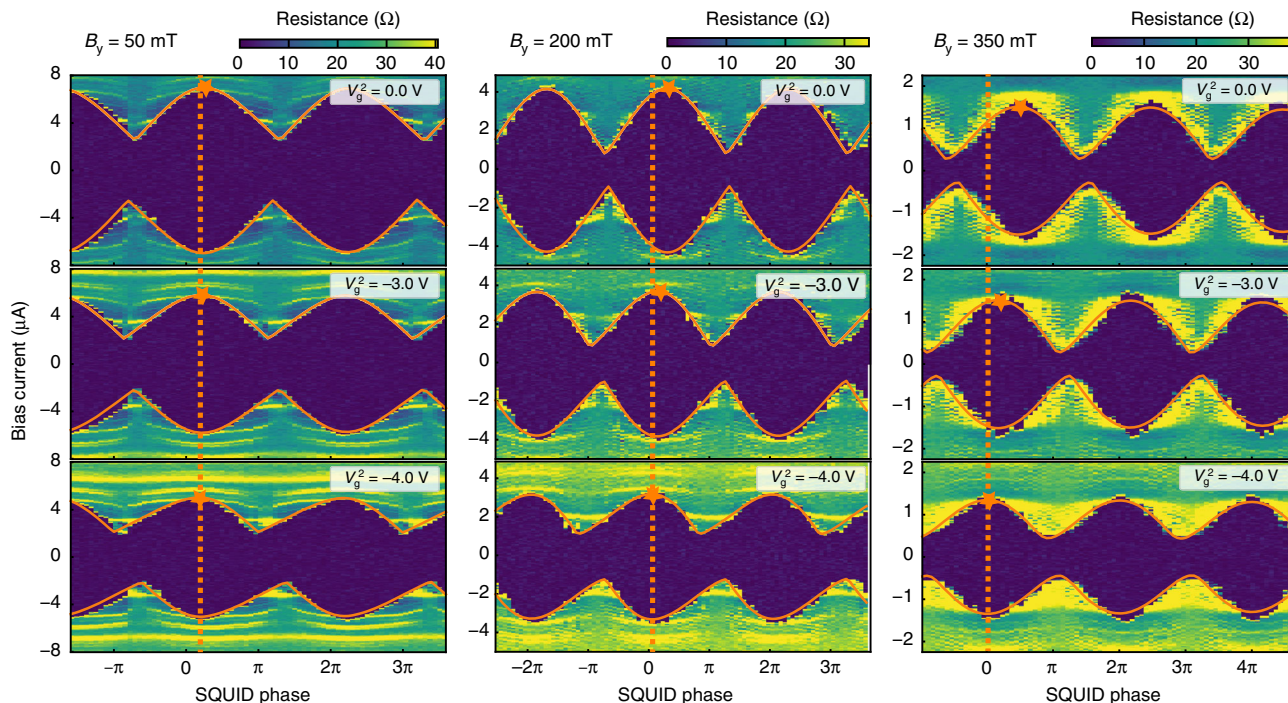 Resistance (Ω) Resistance (Ω) Resistance (Ω)
B_y = 50 mT B_y = 200 mT B_y = 350 mT
0 10 20 30 40 0 10 20 30 0 10 20 30
8 4 0 −4 8
V_g^2 = 0.0 V
4 2 0 −2 −4
V_g^2 = 0.0 V
2 1 0 −1 −2
V_g^2 = 0.0 V
8 4 0 −4 8
V_g^2 = −3.0 V
4 2 0 −2 −4
V_g^2 = −3.0 V
2 1 0 −1 −2
V_g^2 = −3.0 V
8 4 0 −4 −8
V_g^2 = −4.0 V
4 2 0 −2 −4
V_g^2 = −4.0 V
2 1 0 −1 −2
V_g^2 = −4.0 V
Bias current (µA)
−π 0 π 2π 3π
−2π −π 0 π 2π 3π
0 π 2π 3π 4π
SQUID phase SQUID phase SQUID phase